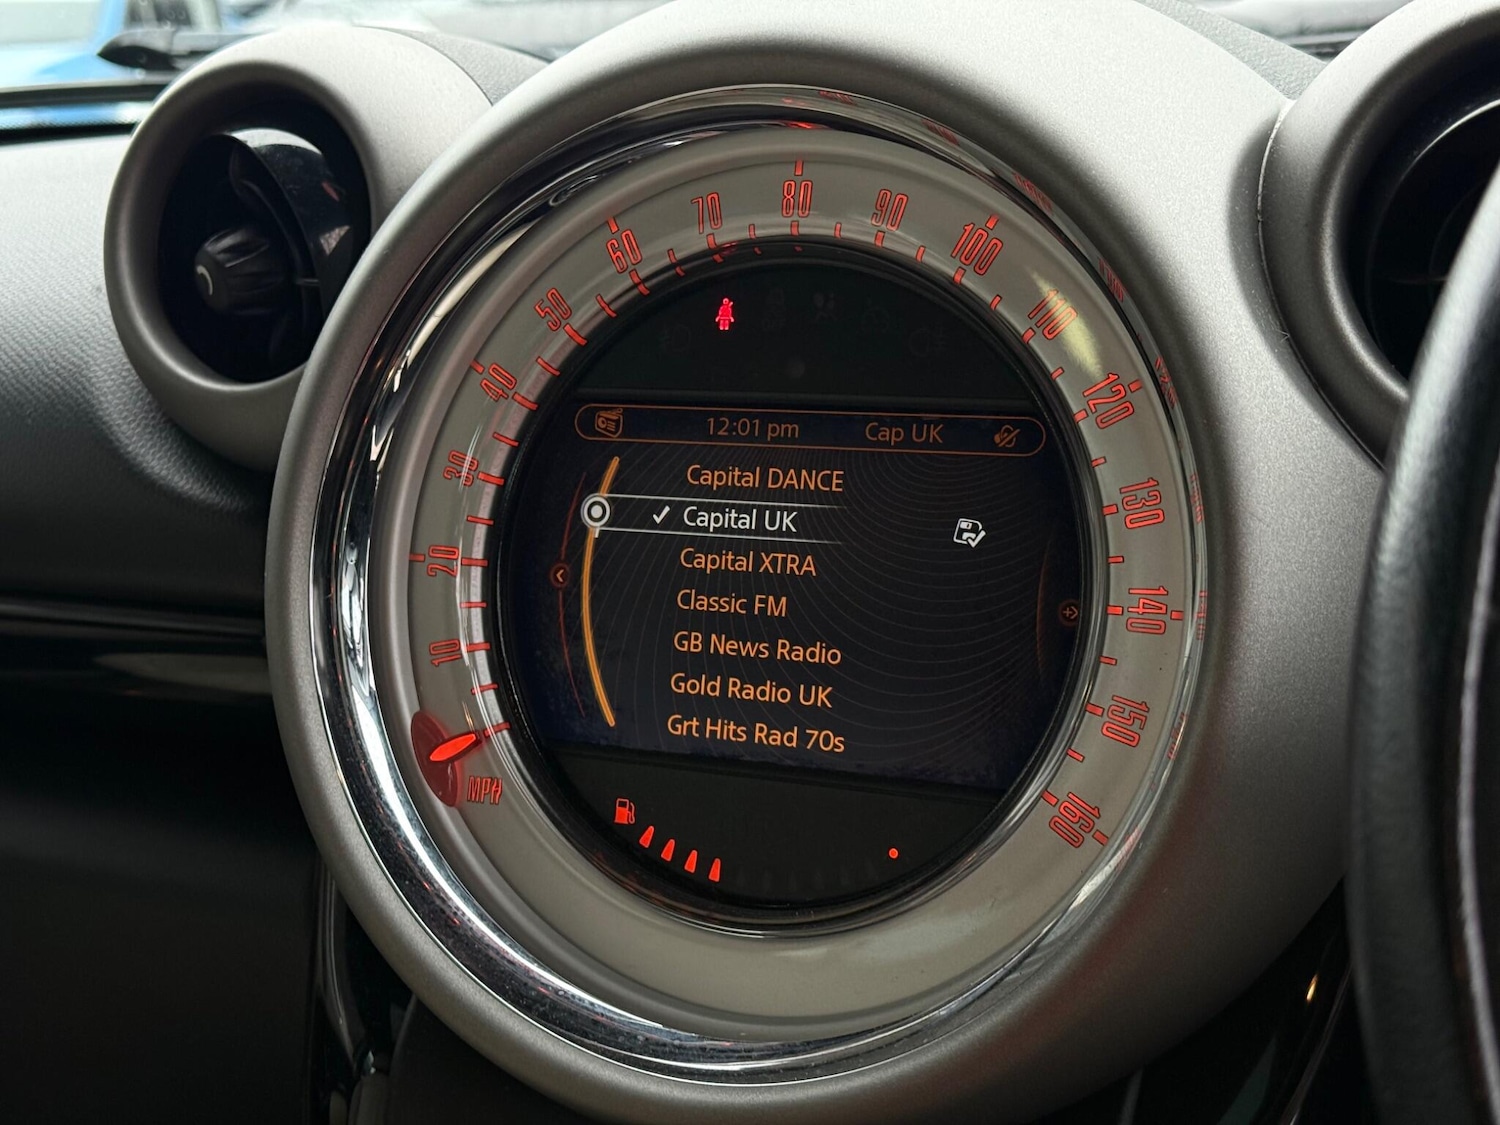 10
20
30
40
50
60
70
80
90
100
110
120
130
140
150
160
MPH
12:01 pm Cap UK
Capital DANCE
✓ Capital UK
Capital XTRA
Classic FM
GB News Radio
Gold Radio UK
Grt Hits Rad 70s